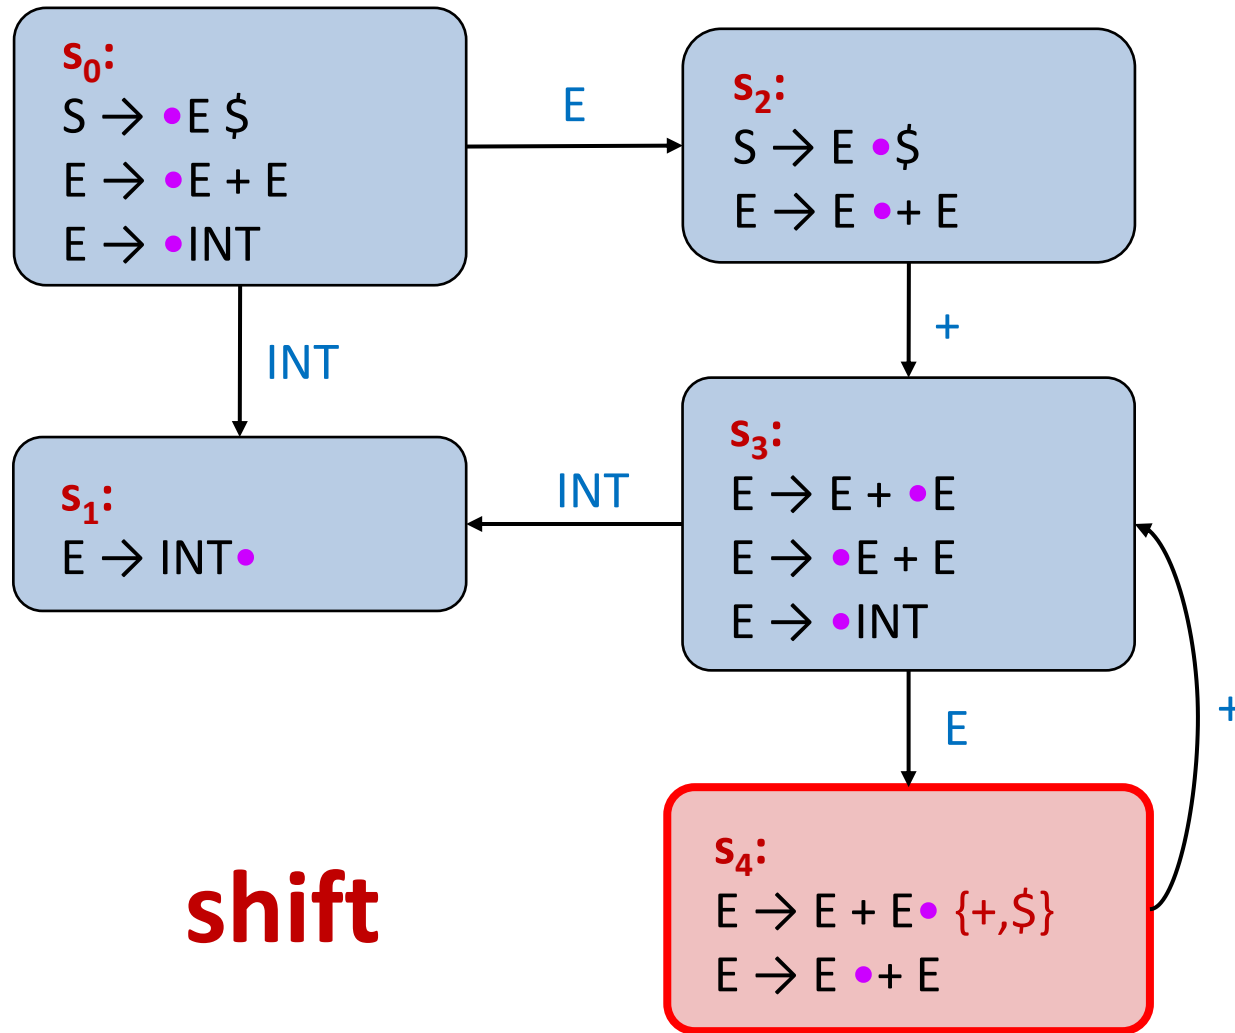 s₀:
S → •E $
E → •E + E
E → •INT
E
s₂:
S → E •$
E → E •+ E
INT
+
s₁:
E → INT•
INT
s₃:
E → E + •E
E → •E + E
E → •INT
E
+
shift
s₄:
E → E + E• {+,$}
E → E •+ E